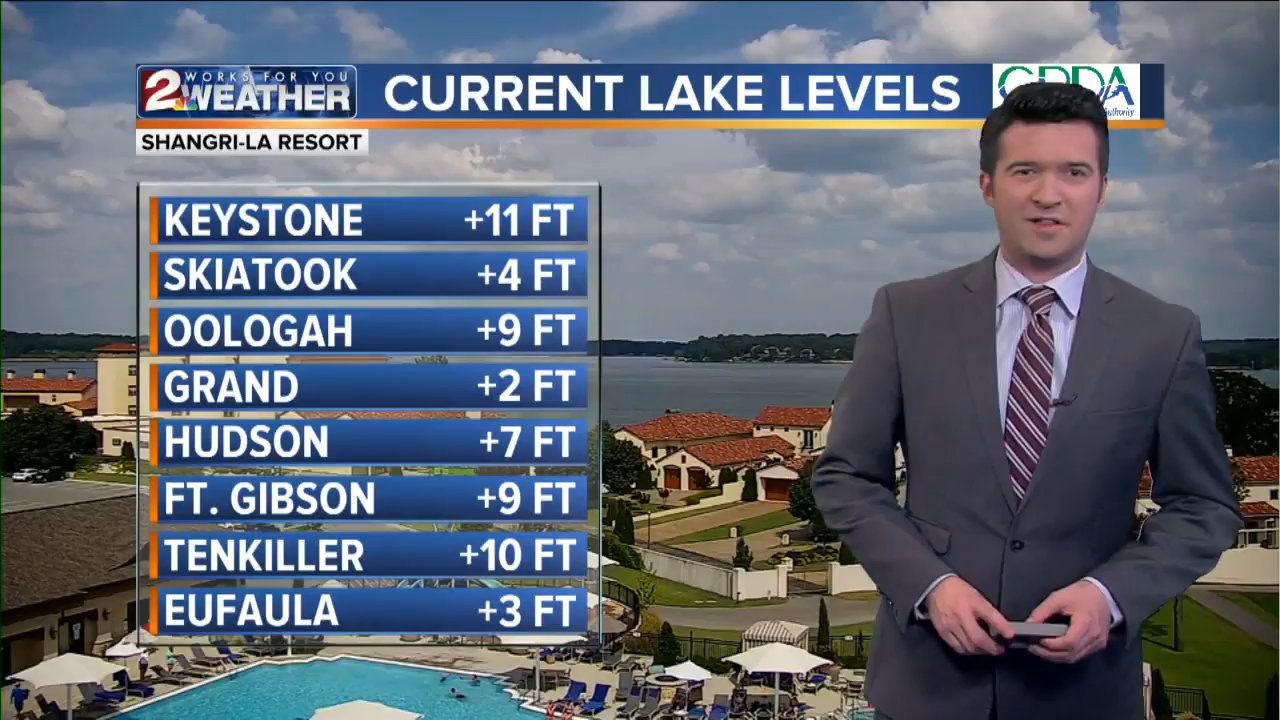 2 WORKS FOR YOU
WEATHER
CURRENT LAKE LEVELS
GRDA
Authority
SHANGRI-LA RESORT
KEYSTONE +11 FT
SKIATOOK +4 FT
OOLOGAH +9 FT
GRAND +2 FT
HUDSON +7 FT
FT. GIBSON +9 FT
TENKILLER +10 FT
EUFAULA +3 FT